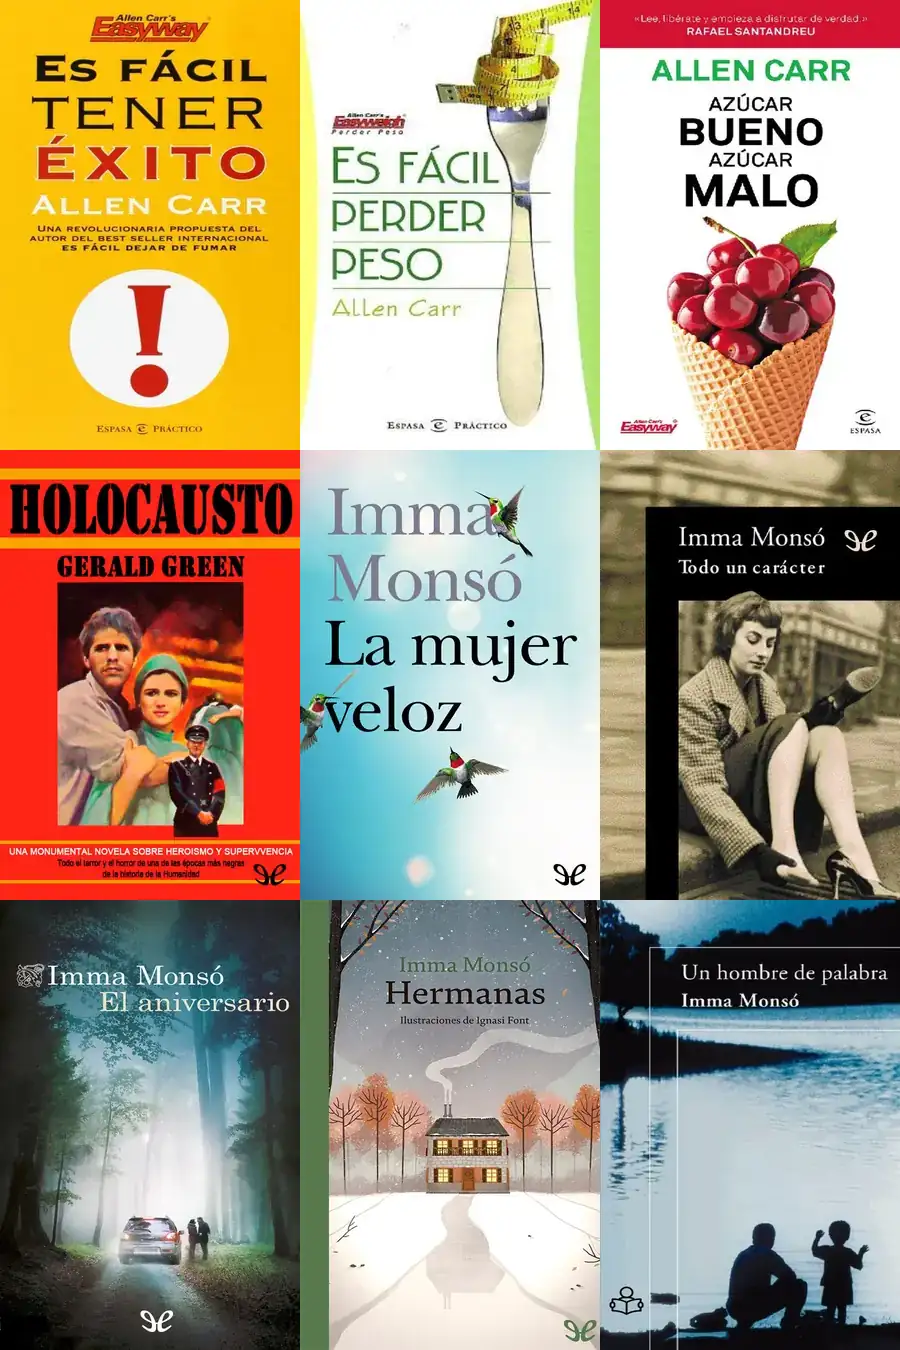 Allen Carr's
Easyway
ES FÁCIL
TENER
ÉXITO
ALLEN CARR
UNA REVOLUCIONARIA PROPUESTA DEL
AUTOR DEL BEST SELLER INTERNACIONAL
ES FÁCIL DEJAR DE FUMAR
!
ESPASA e PRÁCTICO
Allen Carr's
Easyweigh
Perder Peso
ES FÁCIL
PERDER
PESO
Allen Carr
ESPASA e PRÁCTICO
«Lee, libérate y empieza a disfrutar de verdad.»
RAFAEL SANTANDREU
ALLEN CARR
AZÚCAR
BUENO
AZÚCAR
MALO
Allen Carr's
Easyway
e
ESPASA
HOLOCAUSTO
GERALD GREEN
UNA MONUMENTAL NOVELA SOBRE HEROISMO Y SUPERVVENCIA
Todo el terror y el horror de una de las épocas más negras
de la historia de la Humanidad
Imma
Monsó
La mujer
veloz
Imma Monsó
Todo un carácter
Imma Monsó
El aniversario
Imma Monsó
Hermanas
Ilustraciones de Ignasi Font
Un hombre de palabra
Imma Monsó